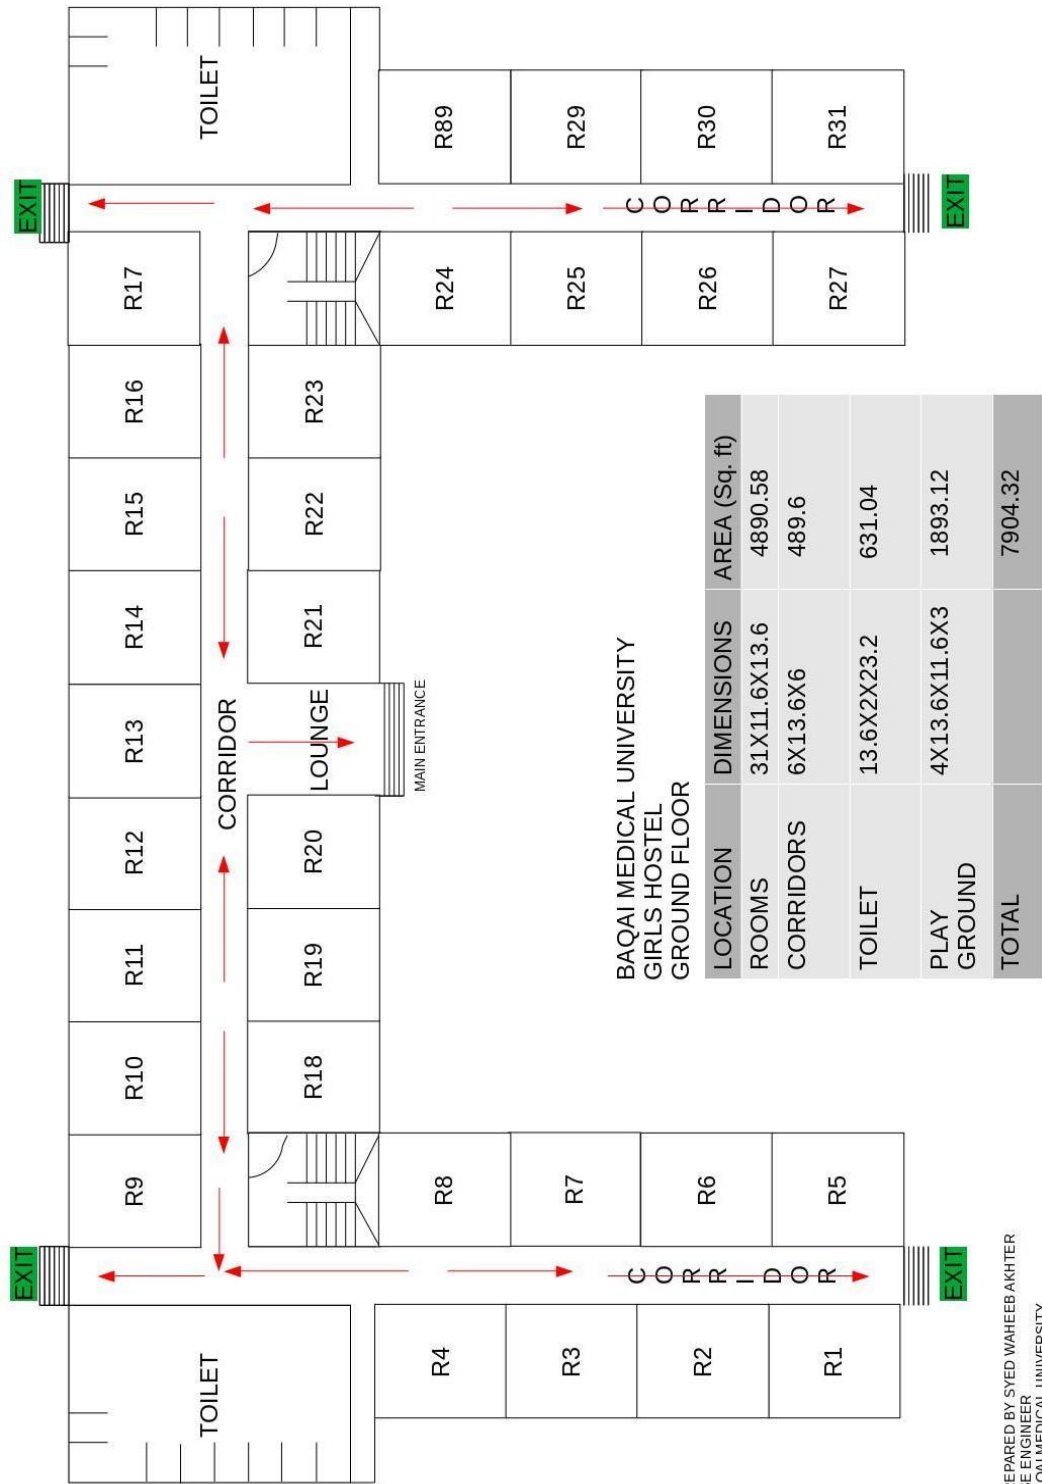 TOILET
TOILET
EXIT
EXIT
R9
R10
R11
R12
R13
R14
R15
R16
R17
CORRIDOR
R18
R19
R20
LOUNGE
R21
R22
R23
MAIN ENTRANCE
R4
R3
R2
R1
CORRIDOR
R8
R7
R6
R5
EXIT
R24
R25
R26
R27
CORRIDOR
R89
R29
R30
R31
EXIT
BAQAI MEDICAL UNIVERSITY
GIRLS HOSTEL
GROUND FLOOR
LOCATION DIMENSIONS AREA (Sq. ft)
ROOMS 31X11.6X13.6 4890.58
CORRIDORS 6X13.6X6 489.6
TOILET 13.6X2X23.2 631.04
PLAY GROUND 4X13.6X11.6X3 1893.12
TOTAL 7904.32
EPARED BY SYED WAHEEB AKHTER
E ENGINEER
MEDICAL UNIVERSITY